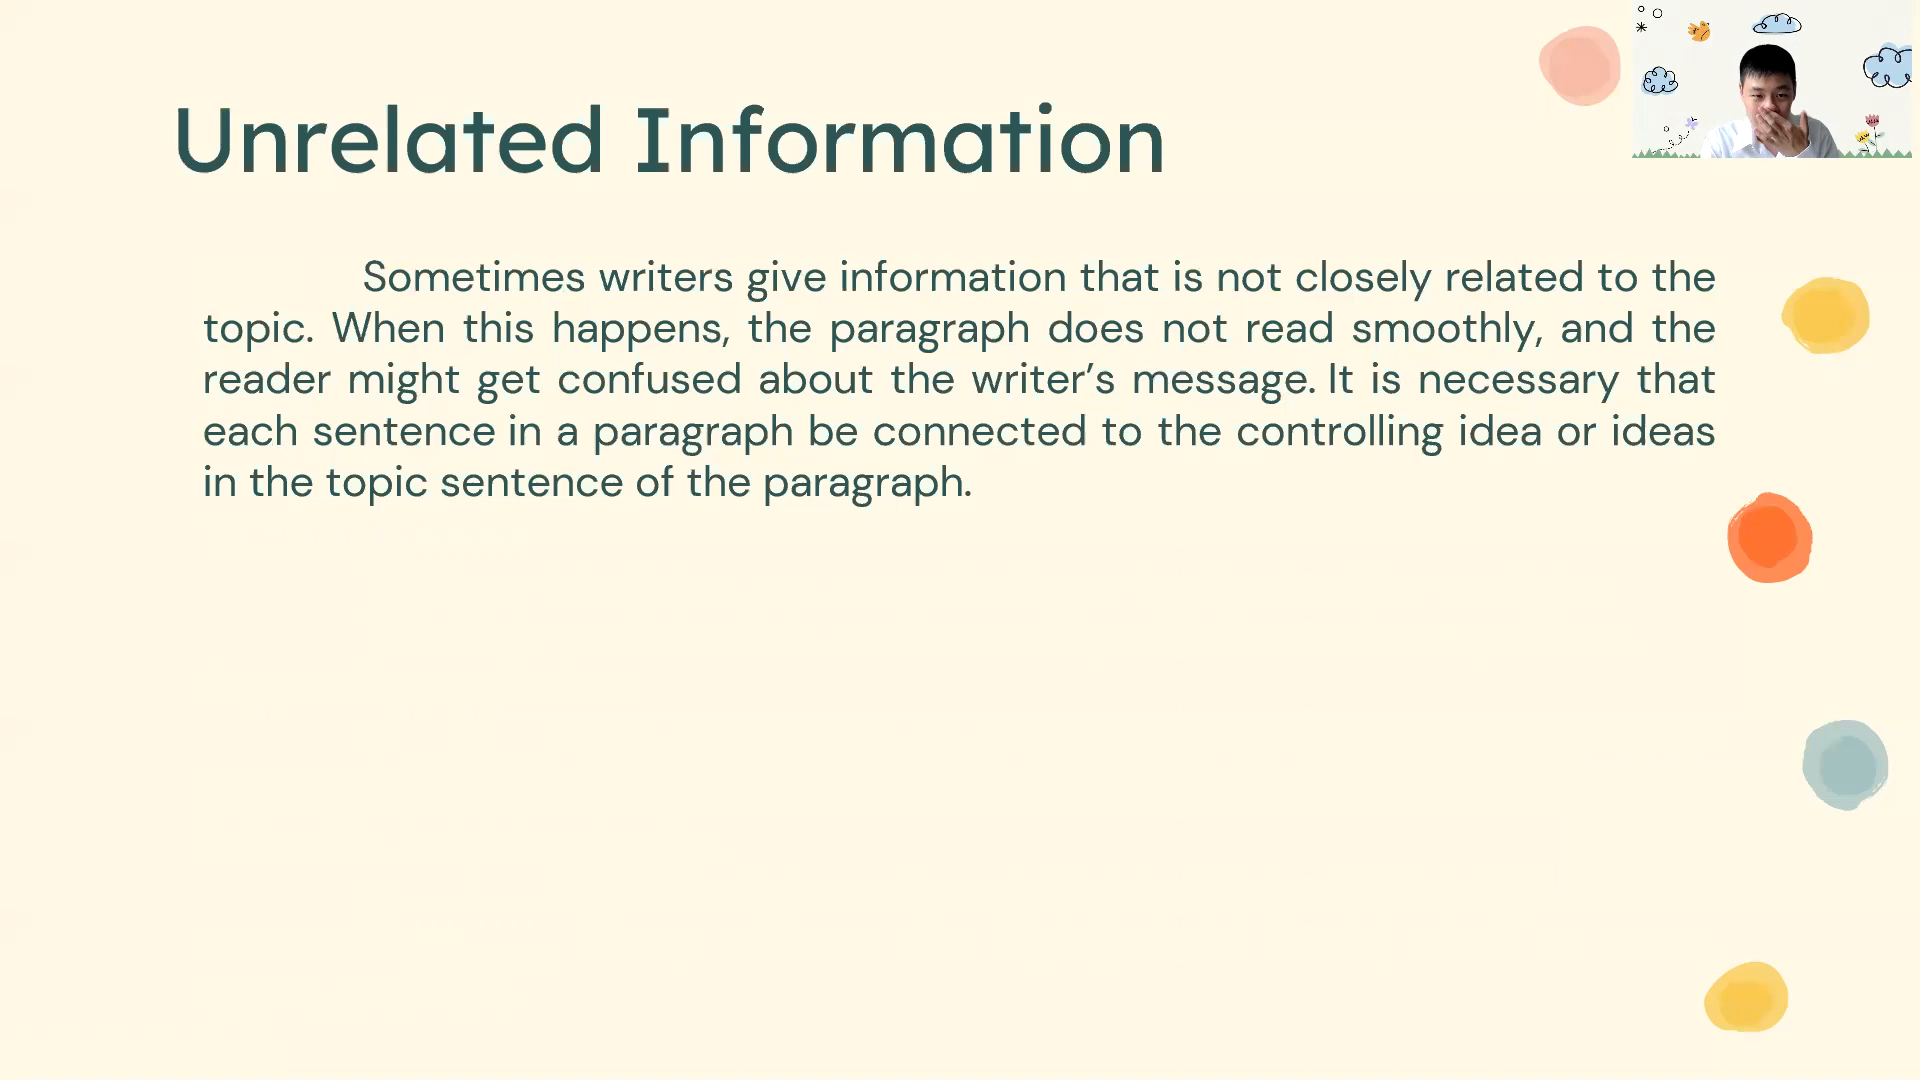 Unrelated Information
Sometimes writers give information that is not closely related to the
topic. When this happens, the paragraph does not read smoothly, and the
reader might get confused about the writer’s message. It is necessary that
each sentence in a paragraph be connected to the controlling idea or ideas
in the topic sentence of the paragraph.